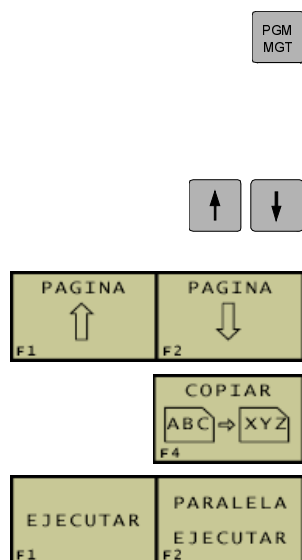 PGM
MGT
PAGINA PAGINA
F1 F2
COPIAR
ABC XYZ
F4
PARALELA
EJECUTAR
EJECUTAR
F1 F2